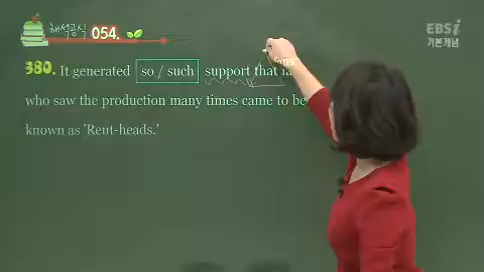 해석공식 054.
EBSi
기본개념
380. It generated so / such support that
who saw the production many times came to be
known as 'Rent-heads.'